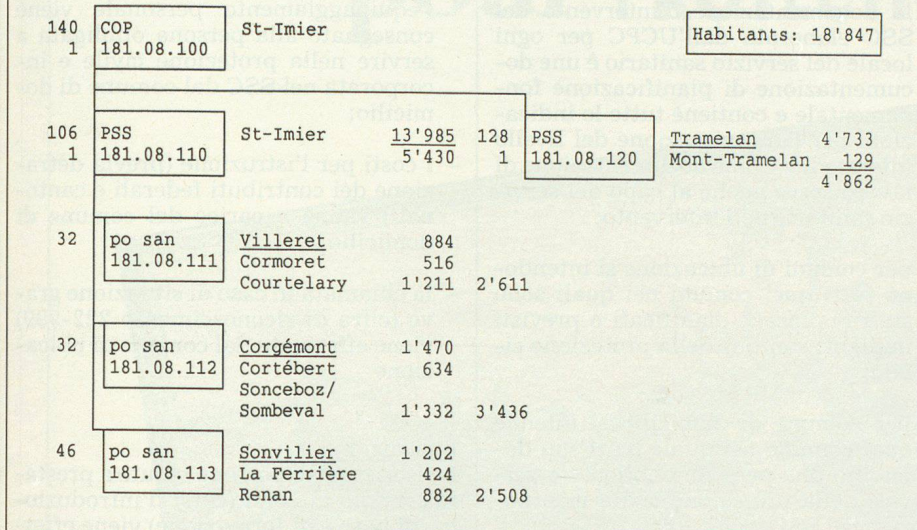 140 COP St-Imier
181.08.100
Habitants: 18'847
106 PSS St-Imier 13'985
1 181.08.110 5'430
128 PSS Tramelan 4'733
181.08.120 Mont-Tramelan 129
4'862
32 po san Villeret 884
181.08.111 Cormoret 516
Courtelary 1'211 2'611
32 po san Corgémont 1'470
181.08.112 Cortébert 634
Sonceboz/
Sombeval 1'332 3'436
46 po san Sonvilier 1'202
181.08.113 La Ferrière 424
Renan 882 2'508